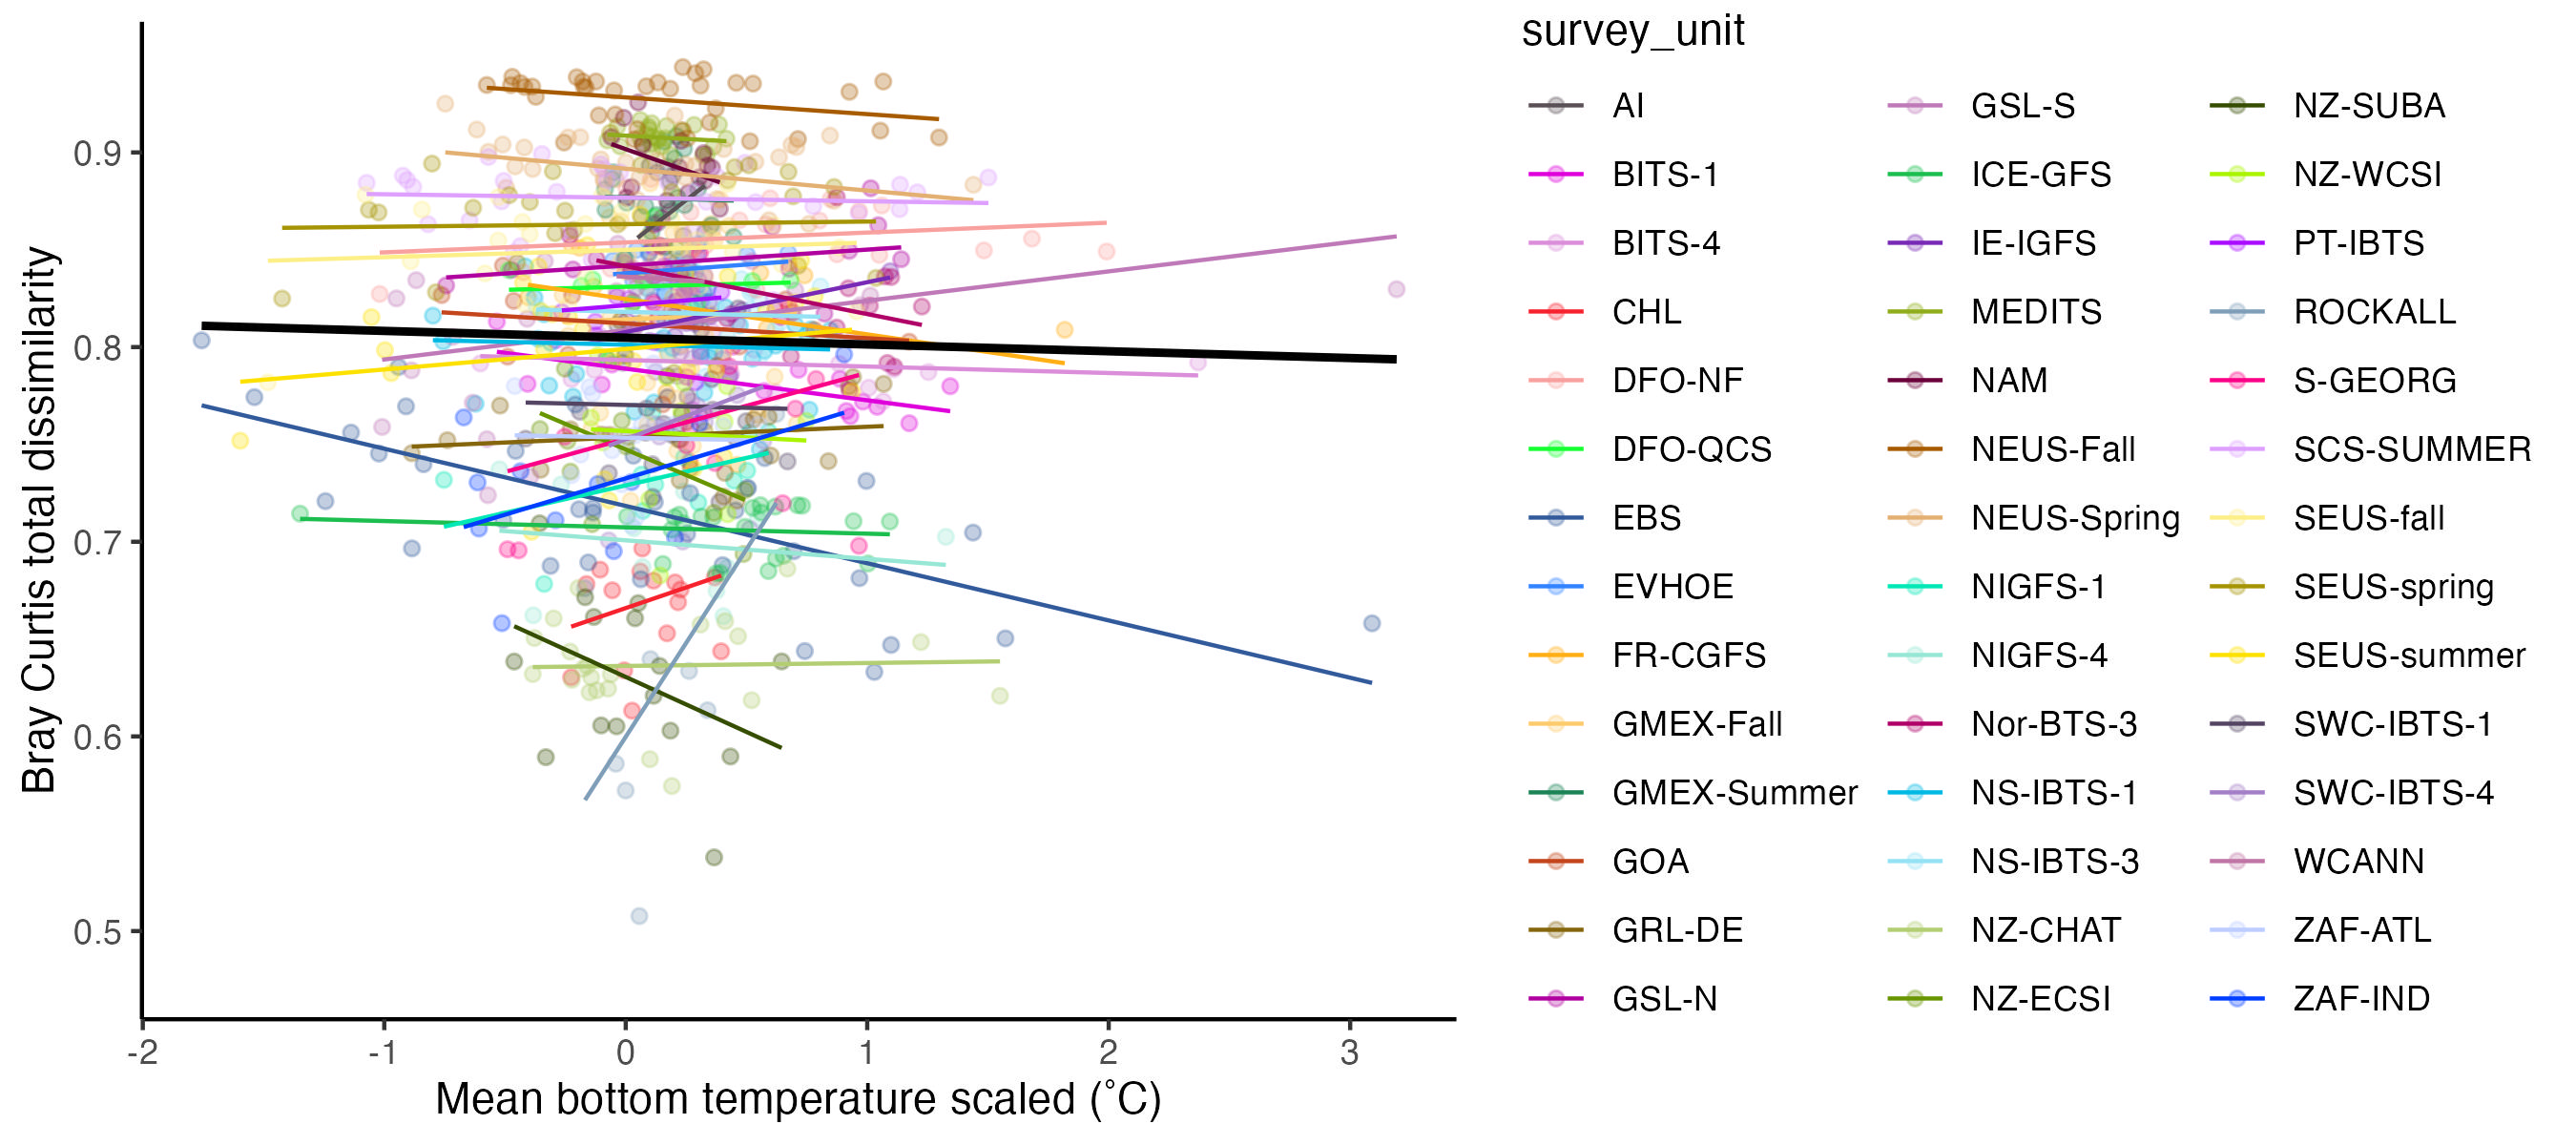 survey_unit
AI
BITS-1
BITS-4
CHL
DFO-NF
DFO-QCS
EBS
EVHOE
FR-CGFS
GMEX-Fall
GMEX-Summer
GOA
GRL-DE
GSL-N
GSL-S
ICE-GFS
IE-IGFS
MEDITS
NAM
NEUS-Fall
NEUS-Spring
NIGFS-1
NIGFS-4
Nor-BTS-3
NS-IBTS-1
NS-IBTS-3
NZ-CHAT
NZ-ECSI
NZ-SUBA
NZ-WCSI
PT-IBTS
ROCKALL
S-GEORG
SCS-SUMMER
SEUS-fall
SEUS-spring
SEUS-summer
SWC-IBTS-1
SWC-IBTS-4
WCANN
ZAF-ATL
ZAF-IND
Bray Curtis total dissimilarity
0.9
0.8
0.7
0.6
0.5
-2 -1 0 1 2 3
Mean bottom temperature scaled (˚C)